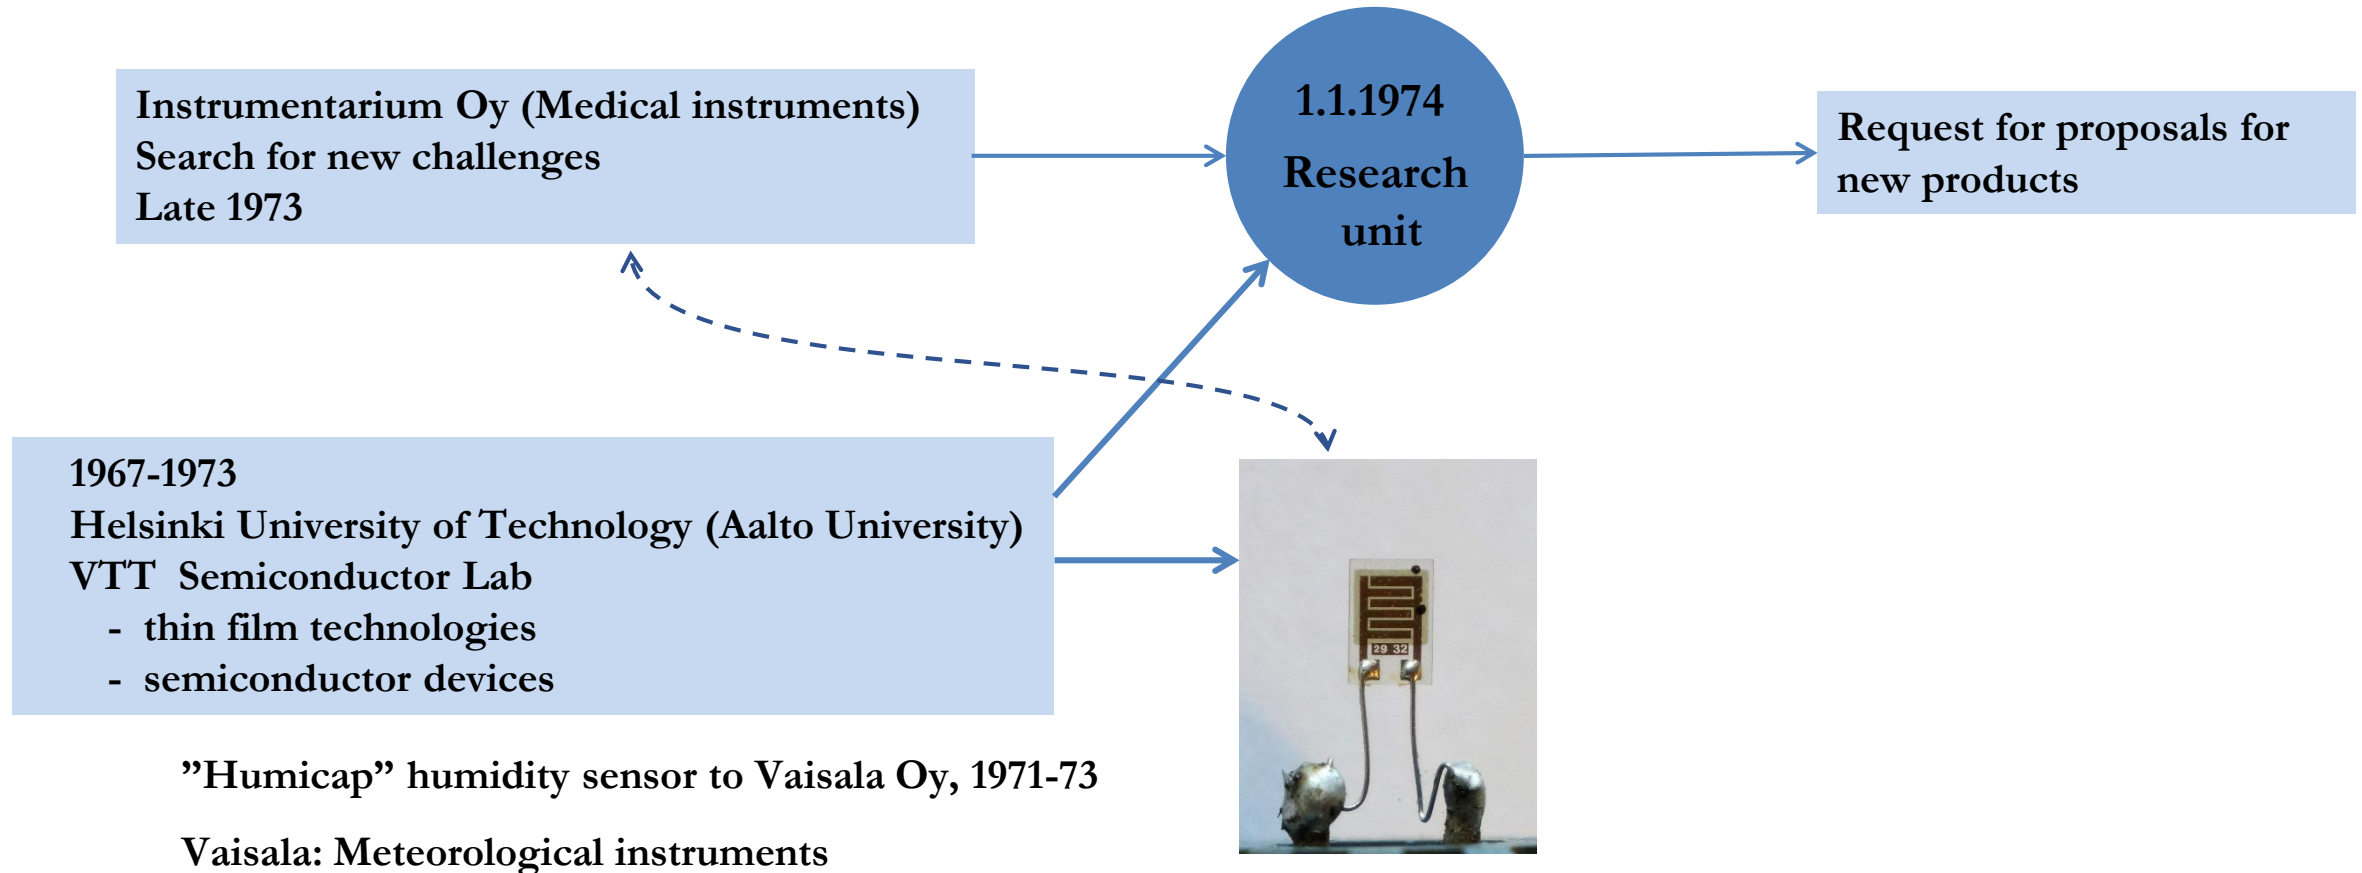 Instrumentarium Oy (Medical instruments)
Search for new challenges
Late 1973
1.1.1974
Research
unit
Request for proposals for
new products
1967-1973
Helsinki University of Technology (Aalto University)
VTT Semiconductor Lab
- thin film technologies
- semiconductor devices
29 32
”Humicap” humidity sensor to Vaisala Oy, 1971-73
Vaisala: Meteorological instruments